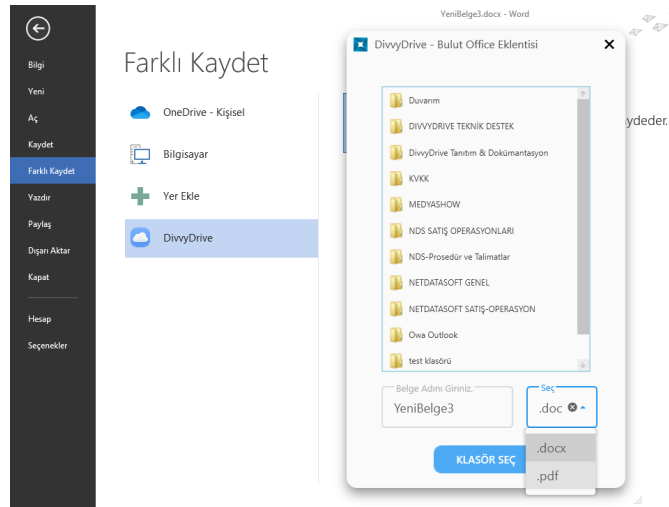 YeniBelge3.docx - Word
Bilgi
Yeni
Aç
Kaydet
Farklı Kaydet
Yazdır
Paylaş
Dışarı Aktar
Kapat
Hesap
Seçenekler
Farklı Kaydet
OneDrive - Kişisel
Bilgisayar
Yer Ekle
DivvyDrive
aydeder.
DivvyDrive - Bulut Office Eklentisi
Duvarım
DIVVYDRIVE TEKNİK DESTEK
DivvyDrive Tanıtım & Dokümantasyon
KVKK
MEDYASHOW
NDS SATIŞ OPERASYONLARI
NDS-Prosedür ve Talimatlar
NETDATASOFT GENEL
NETDATASOFT SATIŞ-OPERASYON
Owa Outlook
test klasörü
Belge Adını Giriniz.
YeniBelge3
Seç
.doc
.docx
.pdf
KLASÖR SEÇ